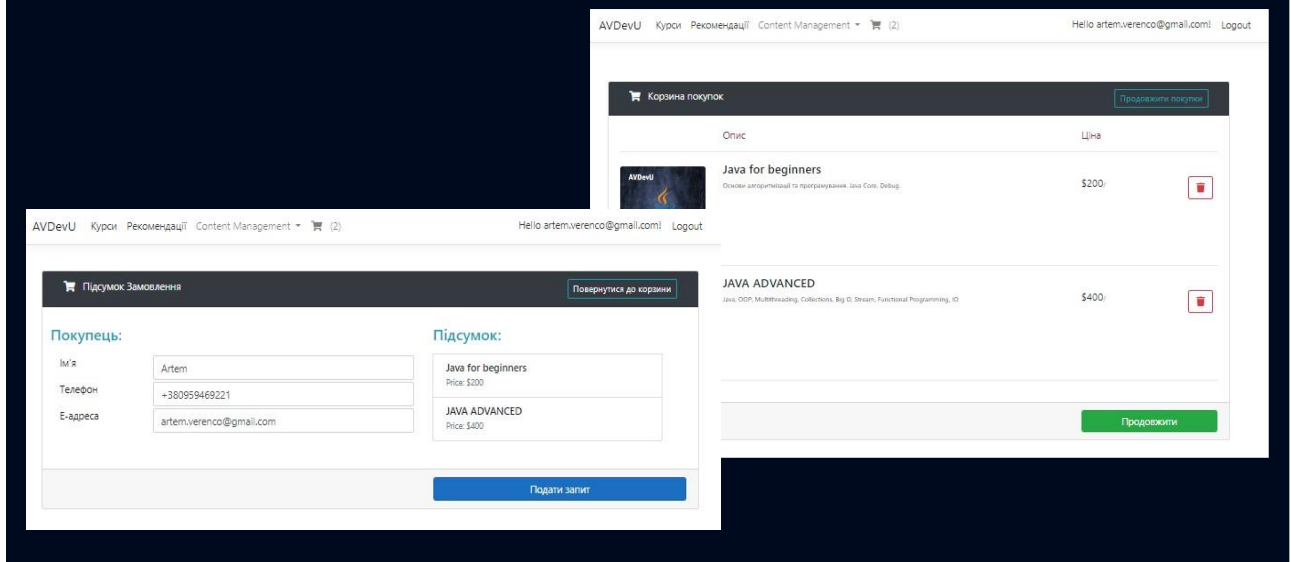 AVDevU Курси Рекомендації Content Management (2) Hello artem.verenco@gmail.com! Logout
Корзина покупок Продовжити покупки
Опис Ціна
AVDevU
Java for beginners
Основи алгоритмізації та програмування. Java Core, Debug.
$200
JAVA ADVANCED
Java, OOP, Multithreading, Collections, Big O, Stream, Functional Programming, IO
$400
Продовжити
AVDevU Курси Рекомендації Content Management (2) Hello artem.verenco@gmail.com! Logout
Підсумок Замовлення Повернутися до корзини
Покупець:
Ім'я Artem
Телефон +380959469221
Е-адреса artem.verenco@gmail.com
Підсумок:
Java for beginners
Price: $200
JAVA ADVANCED
Price: $400
Подати запит